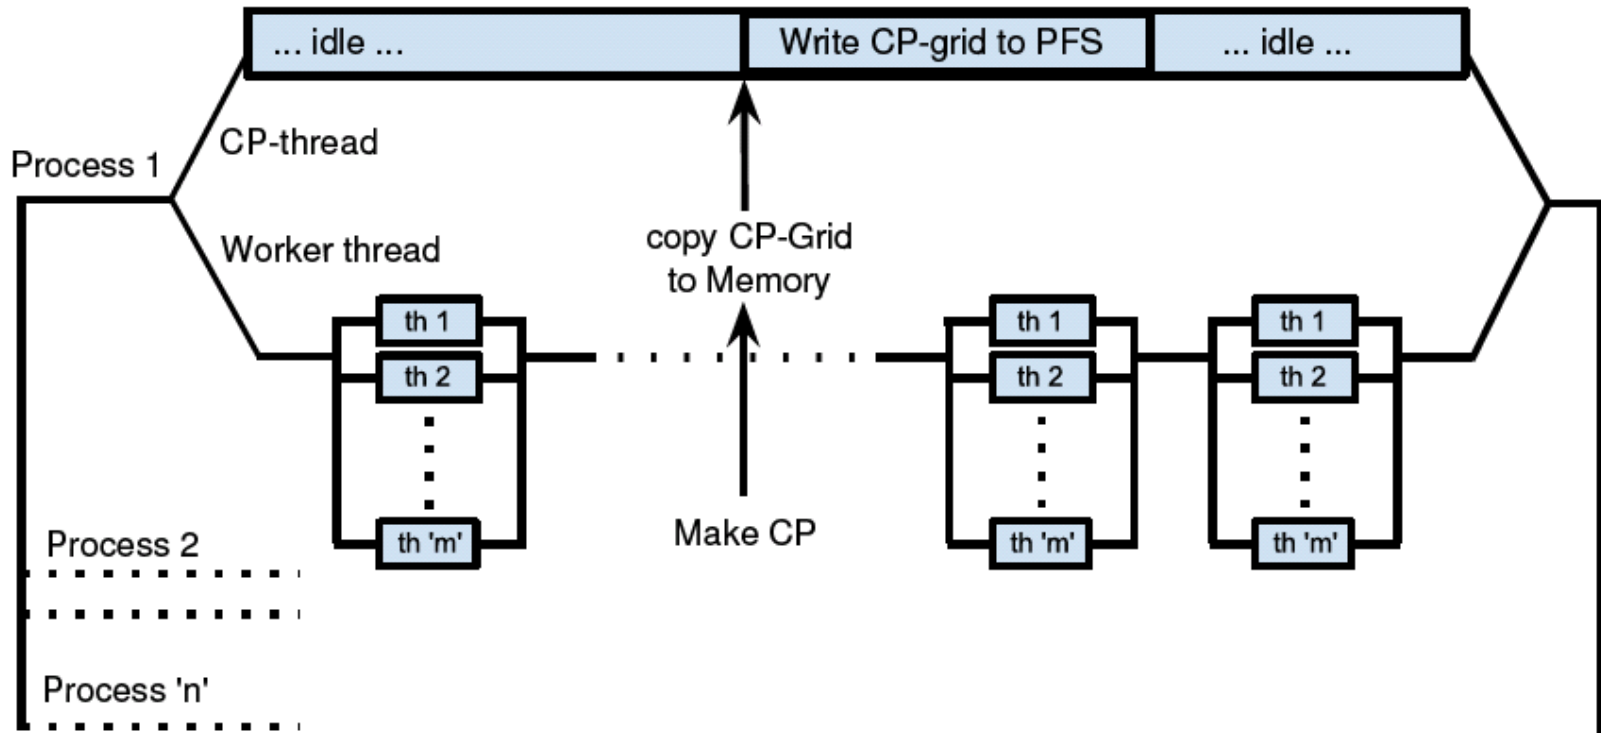 ... idle ...
Write CP-grid to PFS
... idle ...
CP-thread
Process 1
Worker thread
copy CP-Grid
to Memory
th 1
th 1
th 1
th 2
th 2
th 2
Make CP
th 'm'
th 'm'
th 'm'
Process 2
Process 'n'